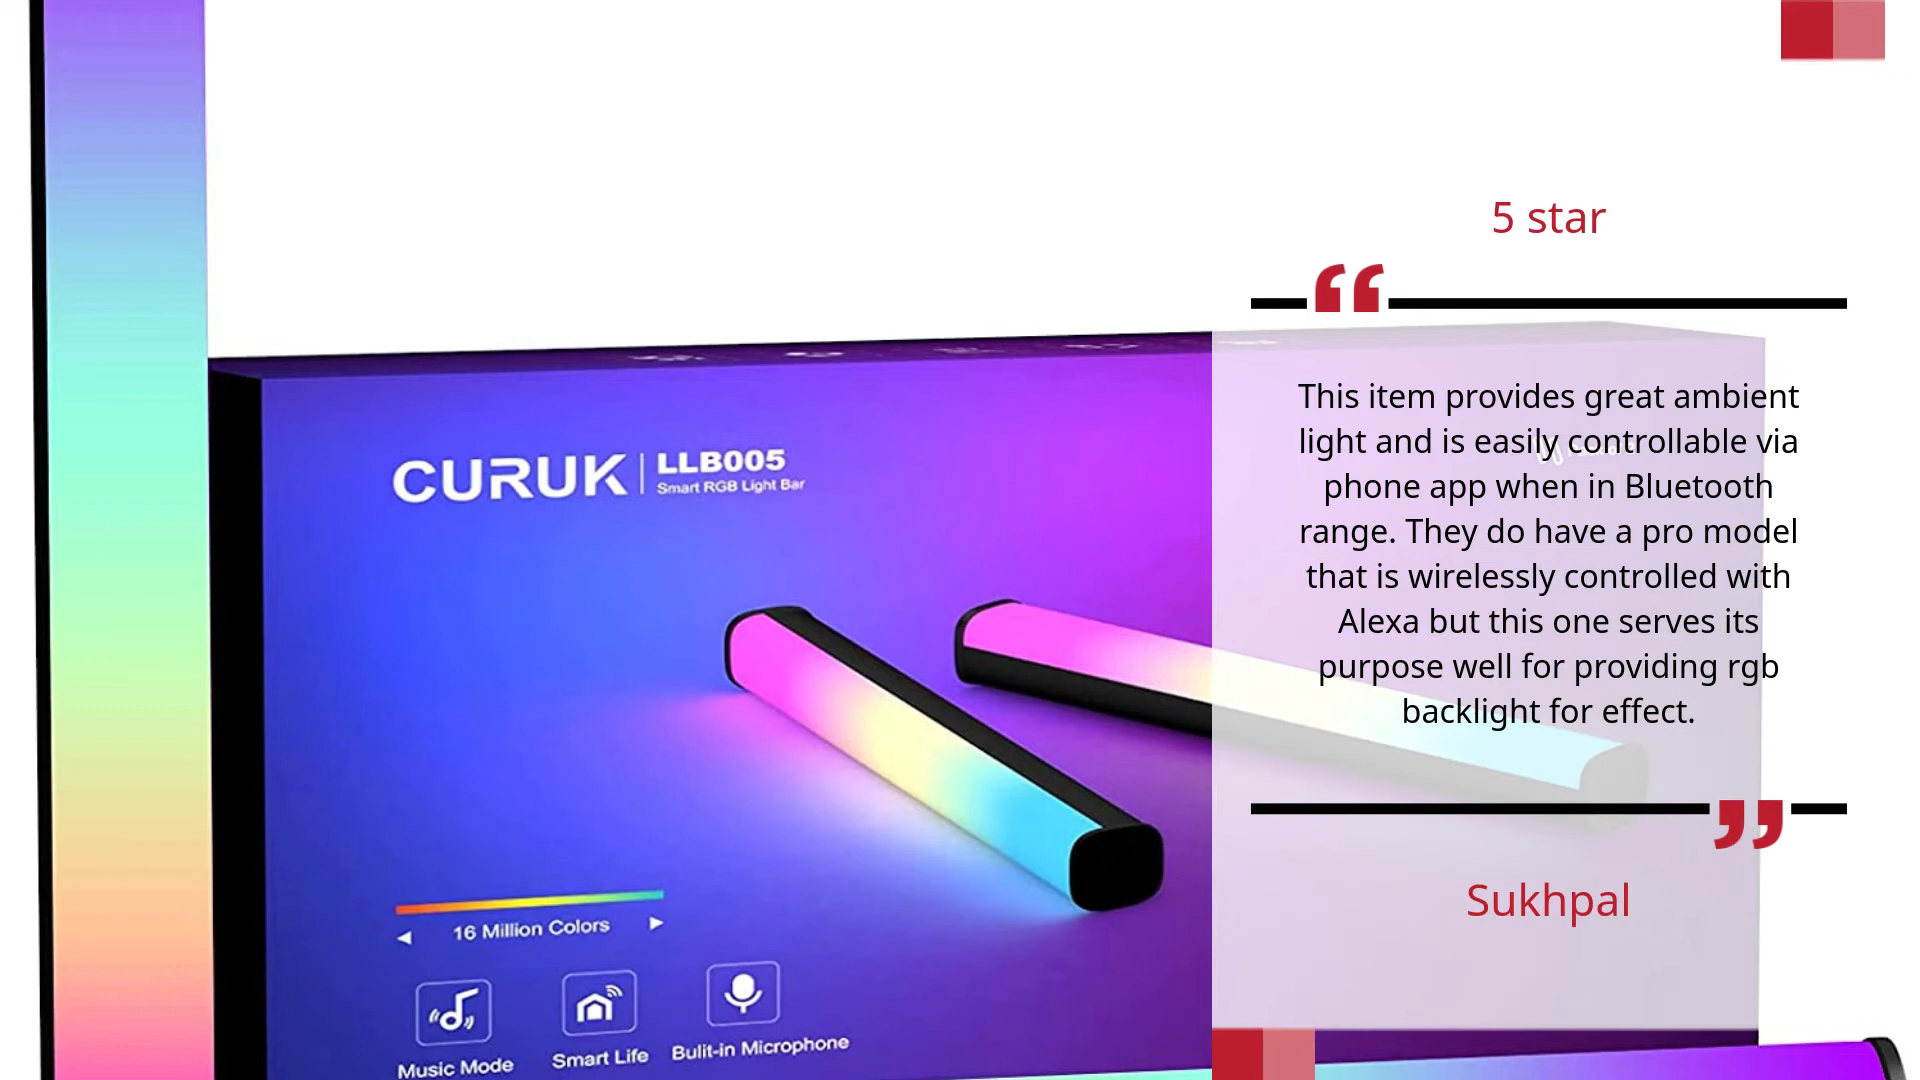 5 star
“
This item provides great ambient
light and is easily controllable via
phone app when in Bluetooth
range. They do have a pro model
that is wirelessly controlled with
Alexa but this one serves its
purpose well for providing rgb
backlight for effect.
”
Sukhpal
CURUK | LLB005
Smart RGB Light Bar
16 Million Colors
Music Mode
Smart Life
Bulit-in Microphone